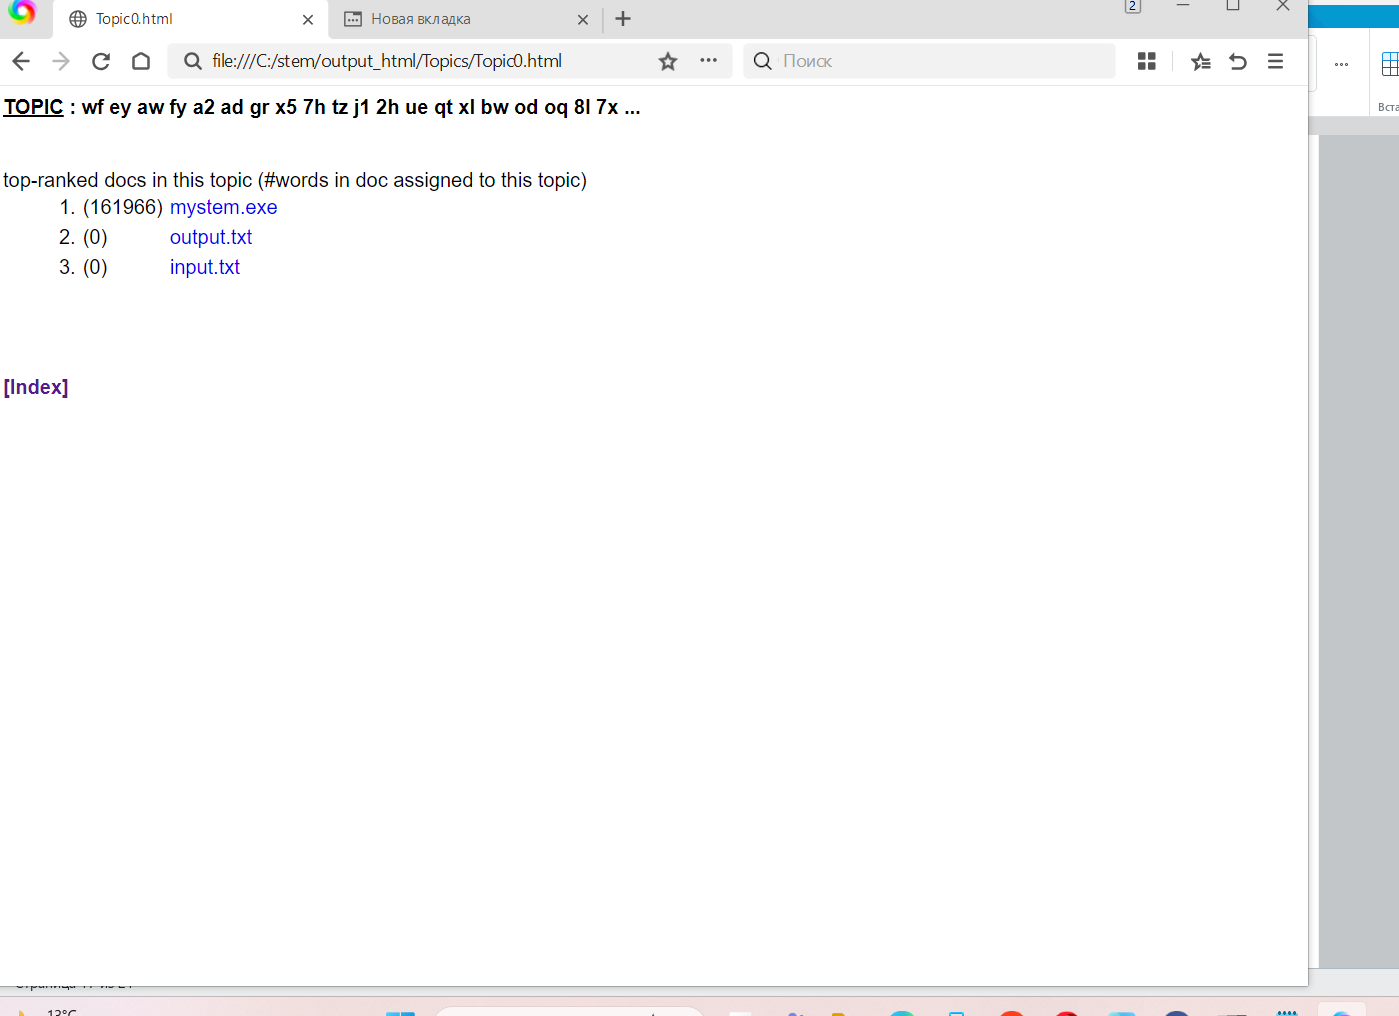 2
Topic0.html
Новая вкладка
file:///C:/stem/output_html/Topics/Topic0.html
Поиск
Вста
TOPIC : wf ey aw fy a2 ad gr x5 7h tz j1 2h ue qt xl bw od oq 8l 7x ...
top-ranked docs in this topic (#words in doc assigned to this topic)
1. (161966) mystem.exe
2. (0) output.txt
3. (0) input.txt
[Index]
13°C